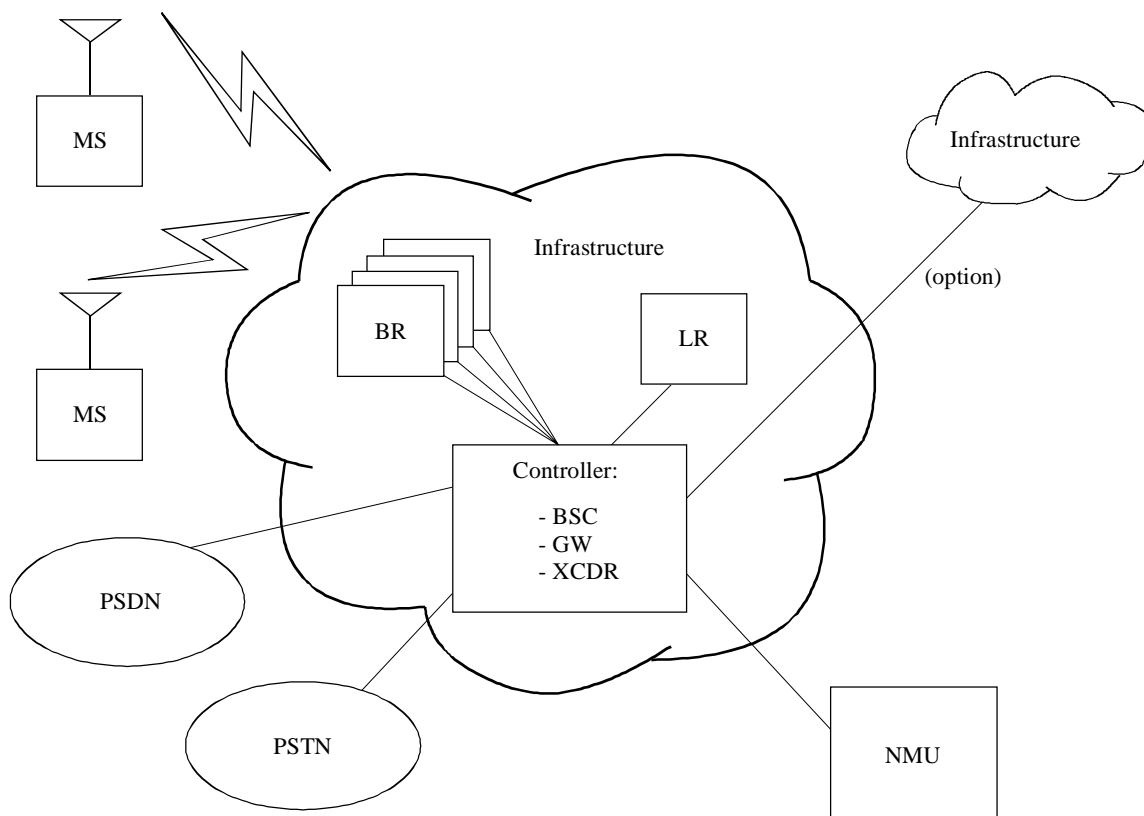 MS
Infrastructure
Infrastructure
(option)
BR
LR
MS
Controller:
- BSC
- GW
- XCDR
PSDN
PSTN
NMU